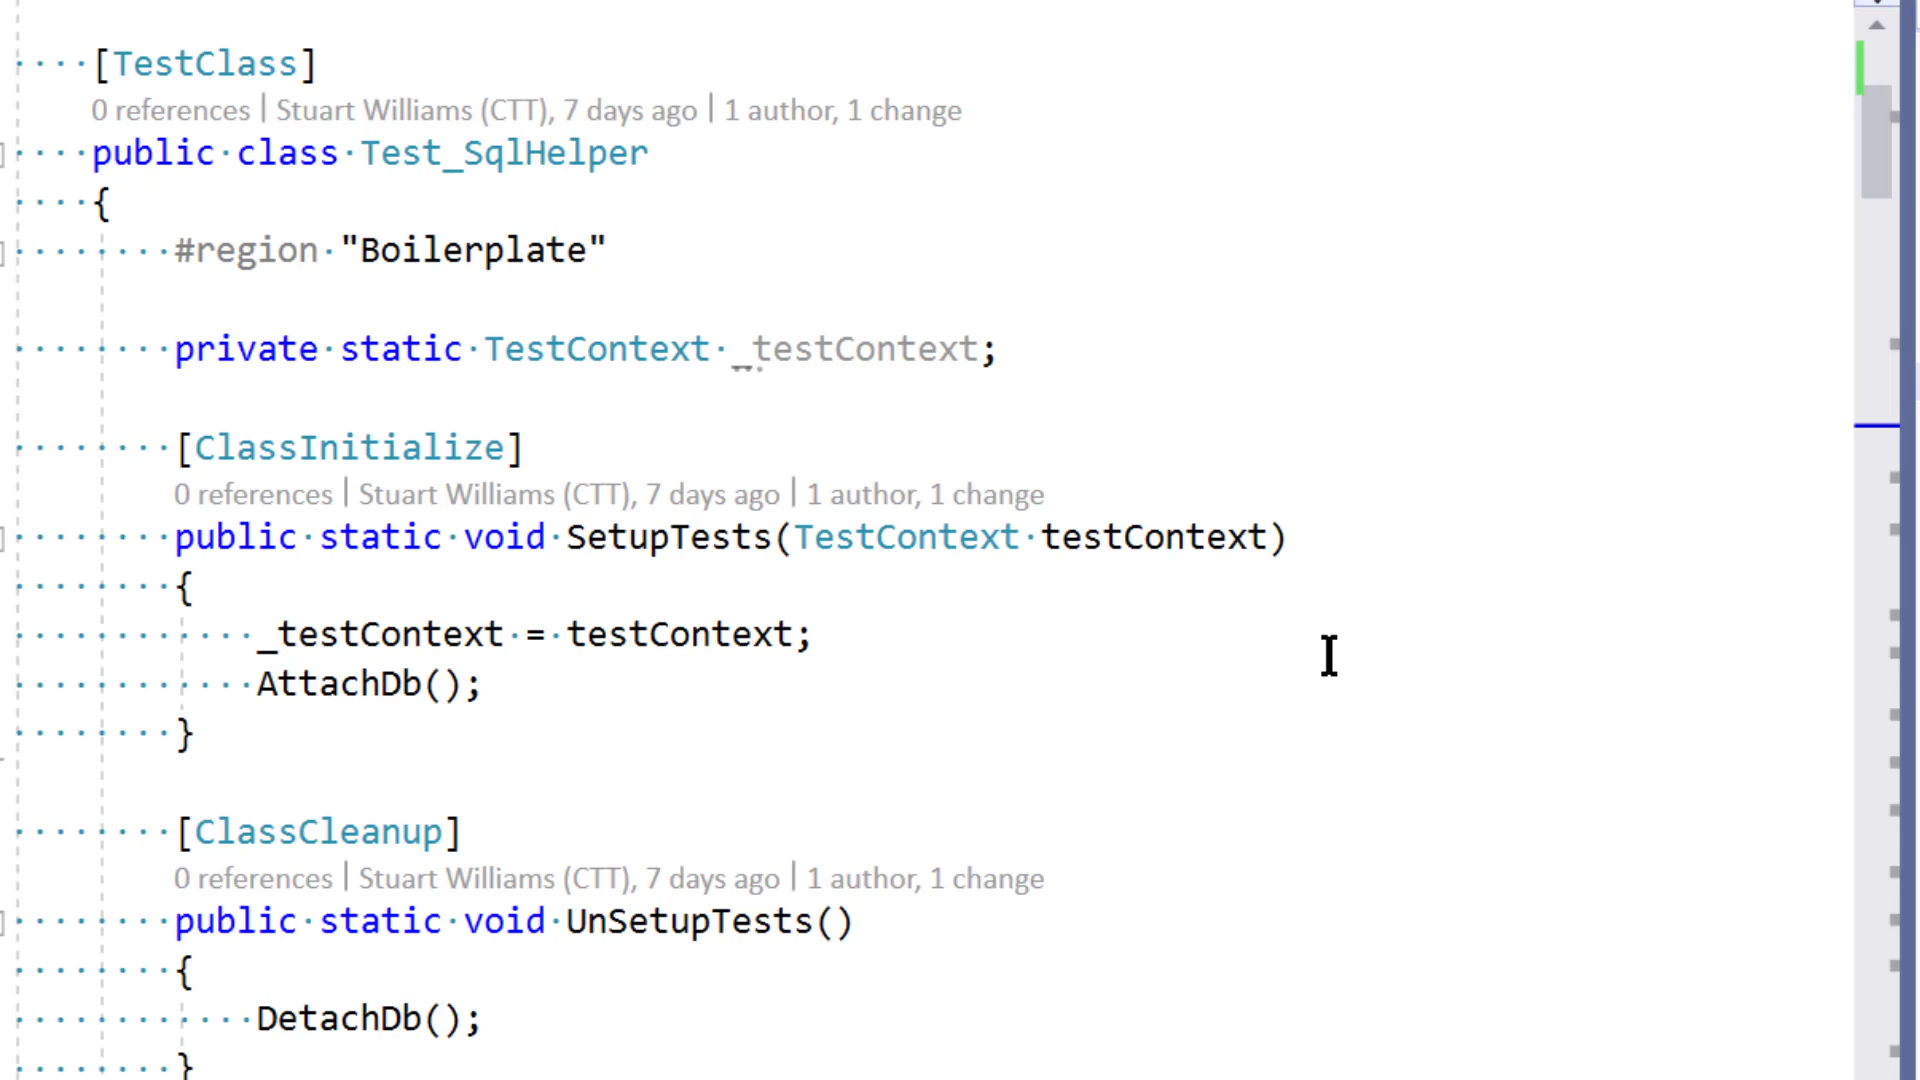 [TestClass]
0 references | Stuart Williams (CTT), 7 days ago | 1 author, 1 change
public class Test_SqlHelper
{
#region "Boilerplate"
private static TestContext _testContext;
[ClassInitialize]
0 references | Stuart Williams (CTT), 7 days ago | 1 author, 1 change
public static void SetupTests(TestContext testContext)
{
_testContext = testContext;
AttachDb();
}
[ClassCleanup]
0 references | Stuart Williams (CTT), 7 days ago | 1 author, 1 change
public static void UnSetupTests()
{
DetachDb();
}